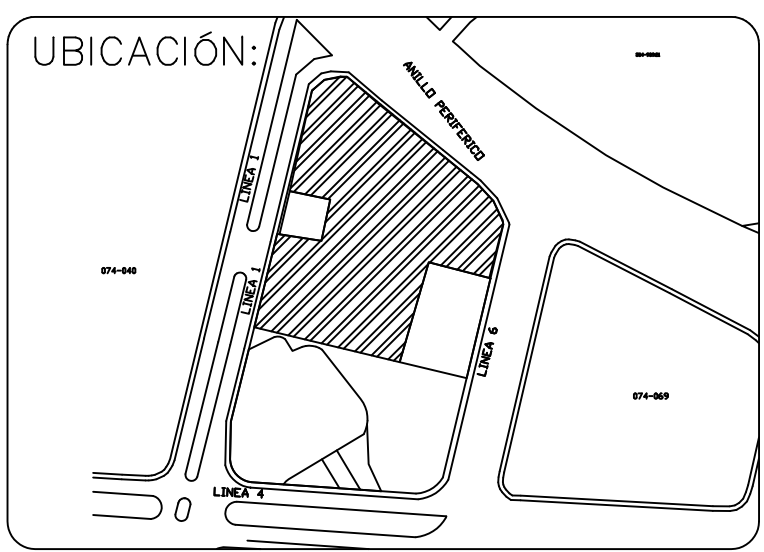 UBICACIÓN:
ANILLO PERIFERICO
LINEA 1
074-040
LINEA 1
LINEA 6
074-069
LINEA 4